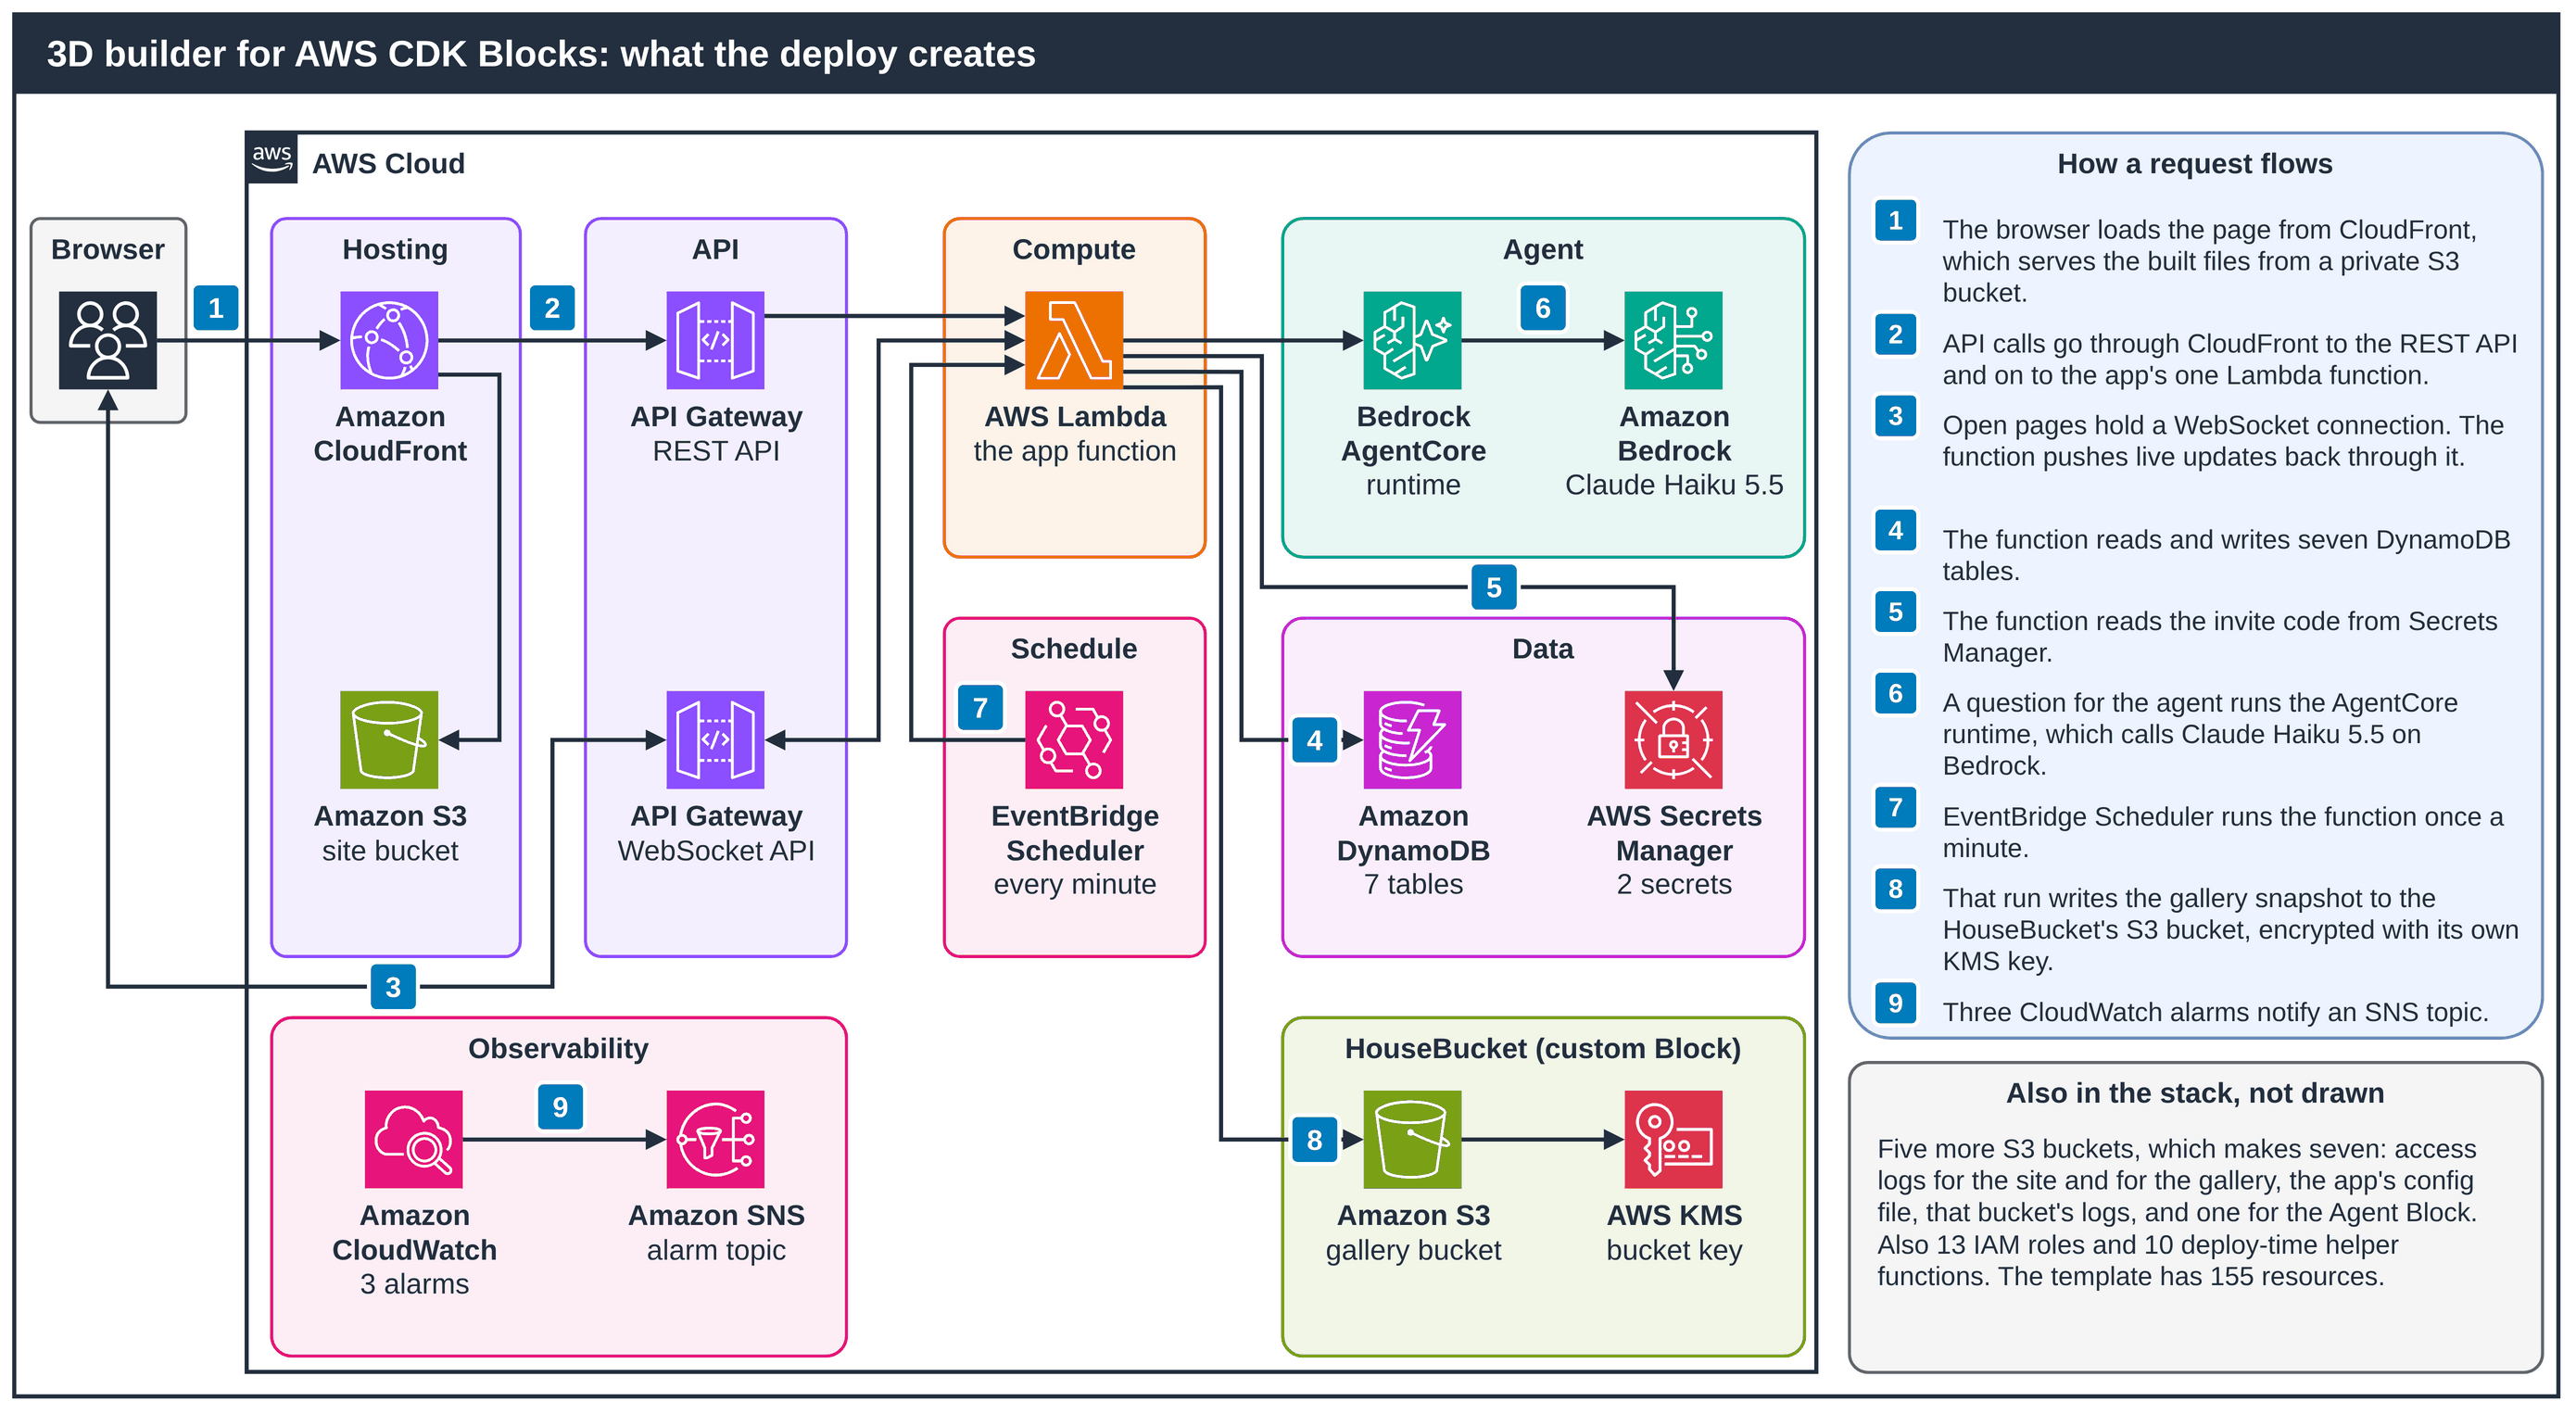 3D builder for AWS CDK Blocks: what the deploy creates
aws
AWS Cloud
Browser
1
Hosting
Amazon
CloudFront
Amazon S3
site bucket
2
API
API Gateway
REST API
API Gateway
WebSocket API
3
Compute
AWS Lambda
the app function
Schedule
7
EventBridge
Scheduler
every minute
Agent
6
Bedrock
AgentCore
runtime
Amazon
Bedrock
Claude Haiku 5.5
5
Data
4
Amazon
DynamoDB
7 tables
AWS Secrets
Manager
2 secrets
Observability
9
Amazon
CloudWatch
3 alarms
Amazon SNS
alarm topic
HouseBucket (custom Block)
8
Amazon S3
gallery bucket
AWS KMS
bucket key
How a request flows
1
The browser loads the page from CloudFront,
which serves the built files from a private S3
bucket.
2
API calls go through CloudFront to the REST API
and on to the app's one Lambda function.
3
Open pages hold a WebSocket connection. The
function pushes live updates back through it.
4
The function reads and writes seven DynamoDB
tables.
5
The function reads the invite code from Secrets
Manager.
6
A question for the agent runs the AgentCore
runtime, which calls Claude Haiku 5.5 on
Bedrock.
7
EventBridge Scheduler runs the function once a
minute.
8
That run writes the gallery snapshot to the
HouseBucket's S3 bucket, encrypted with its own
KMS key.
9
Three CloudWatch alarms notify an SNS topic.
Also in the stack, not drawn
Five more S3 buckets, which makes seven: access
logs for the site and for the gallery, the app's config
file, that bucket's logs, and one for the Agent Block.
Also 13 IAM roles and 10 deploy-time helper
functions. The template has 155 resources.